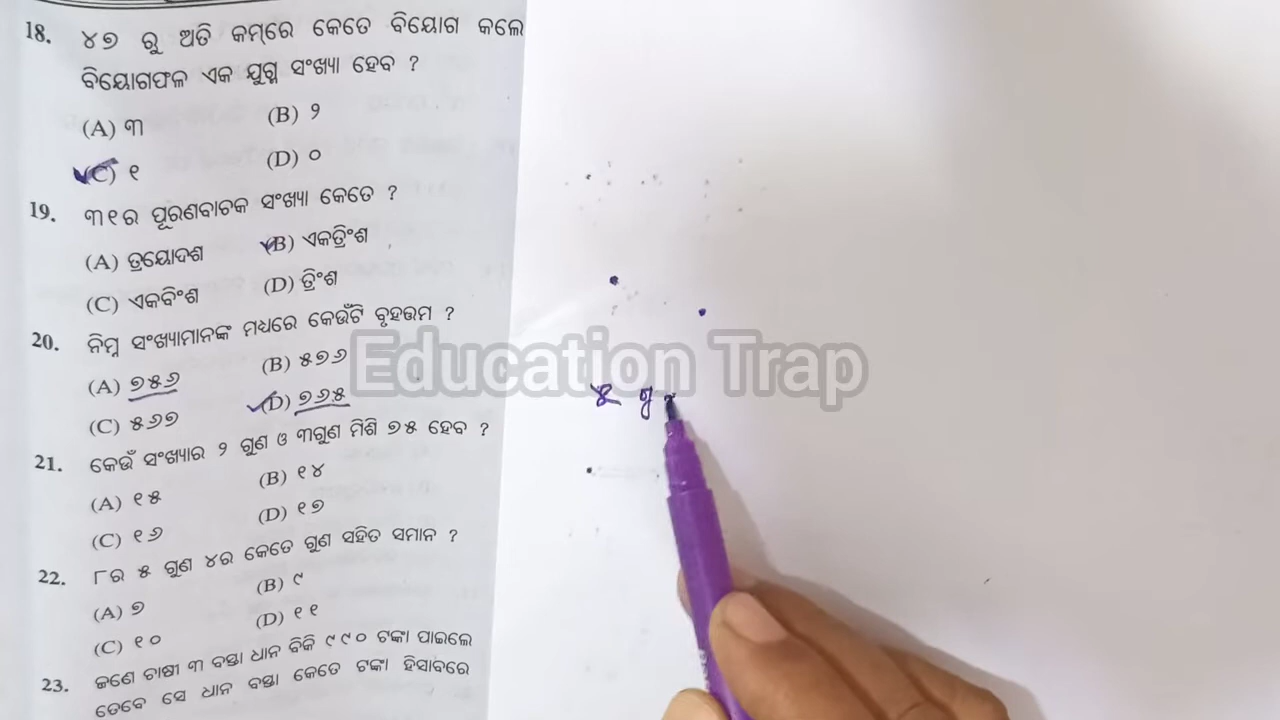 18. ୪୭ ରୁ ଅତି କମ୍‌ରେ କେତେ ବିୟୋଗ କଲେ
ବିୟୋଗଫଳ ଏକ ଯୁଗ୍ମ ସଂଖ୍ୟା ହେବ ?
(A) ୩ (B) ୨
(C) ୧ (D) ୦
19. ୩୧ର ପୂରଣବାଚକ ସଂଖ୍ୟା କେତେ ?
(A) ତ୍ରୟୋଦଶ (B) ଏକତ୍ରିଂଶ
(C) ଏକବିଂଶ (D) ତ୍ରିଂଶ
20. ନିମ୍ନ ସଂଖ୍ୟାମାନଙ୍କ ମଧ୍ୟରେ କେଉଁଟି ବୃହତ୍ତମ ?
(A) ୭୫୬ (B) ୫୭୬
(C) ୫୬୭ (D) ୭୬୫
21. କେଉଁ ସଂଖ୍ୟାର ୨ ଗୁଣ ଓ ୩ଗୁଣ ମିଶି ୭୫ ହେବ ?
(A) ୧୫ (B) ୧୪
(C) ୧୬ (D) ୧୭
22. ୮ର ୫ ଗୁଣ ୪ର କେତେ ଗୁଣ ସହିତ ସମାନ ?
(A) ୭ (B) ୯
(C) ୧୦ (D) ୧୧
23. ଜଣେ ଚାଷୀ ୩ ବସ୍ତା ଧାନ ବିକି ୯୯୦ ଟଙ୍କା ପାଇଲେ
ତେବେ ସେ ଧାନ ବସ୍ତା କେତେ ଟଙ୍କା ହିସାବରେ
Education Trap
୫ ଗୁ